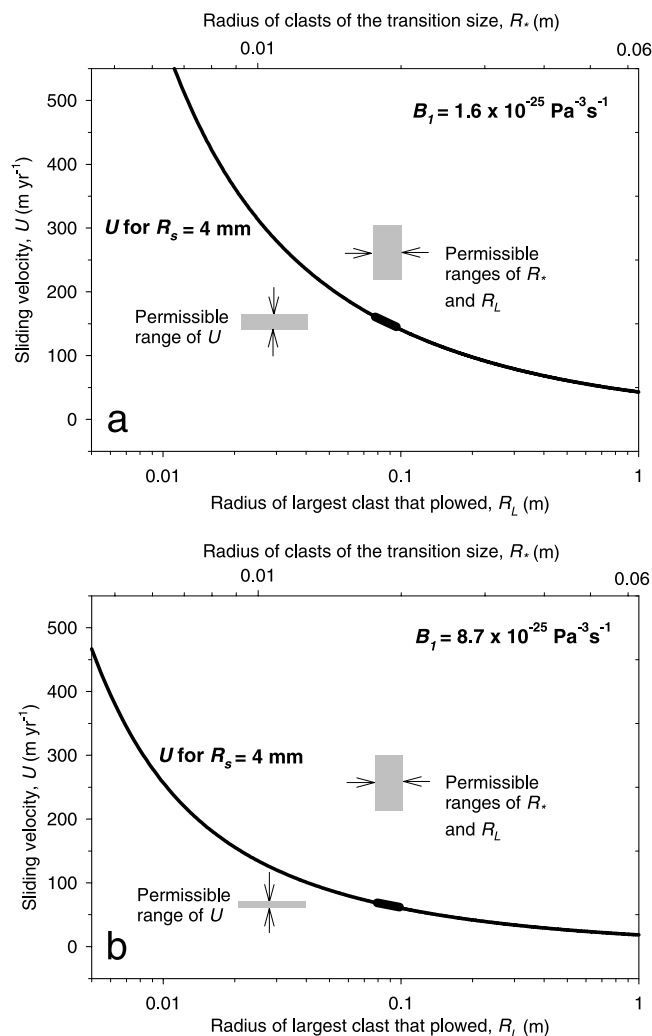 Radius of clasts of the transition size, R* (m)
0.01 0.06
B1 = 1.6 x 10-25 Pa-3s-1
500
400
300
200
100
0
Sliding velocity, U (m yr-1)
U for Rs = 4 mm
Permissible
ranges of R*
and RL
Permissible
range of U
a
0.01 0.1 1
Radius of largest clast that plowed, RL (m)
Radius of clasts of the transition size, R* (m)
0.01 0.06
B1 = 8.7 x 10-25 Pa-3s-1
500
400
300
200
100
0
Sliding velocity, U (m yr-1)
U for Rs = 4 mm
Permissible
ranges of R*
and RL
Permissible
range of U
b
0.01 0.1 1
Radius of largest clast that plowed, RL (m)